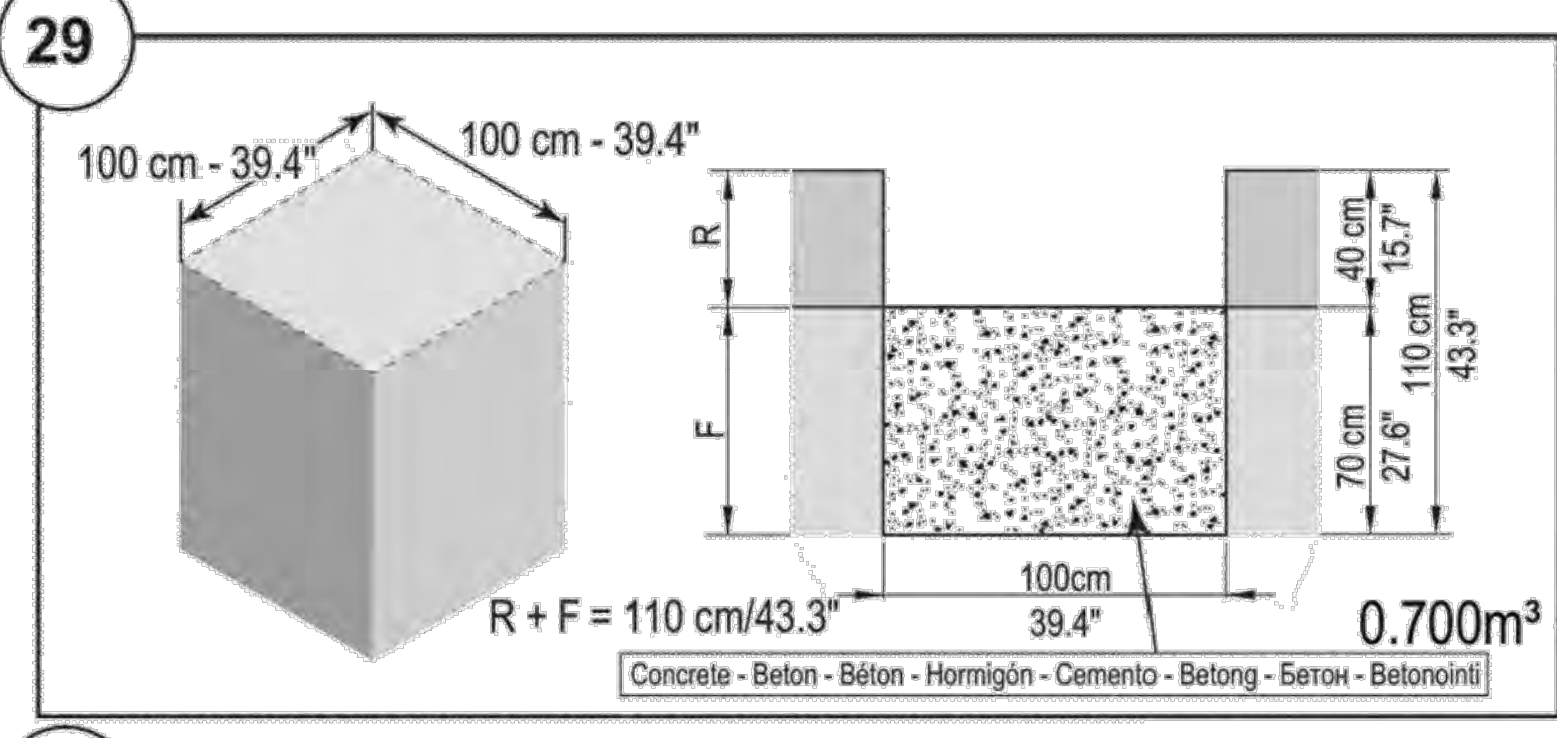 29
100 cm - 39.4"
100 cm - 39.4"
R
F
40 cm
15.7"
70 cm
27.6"
110 cm
43.3"
100cm
39.4"
R + F = 110 cm/43.3"
0.700m³
Concrete - Beton - Béton - Hormigón - Cemento - Betong - Бетон - Betonointi